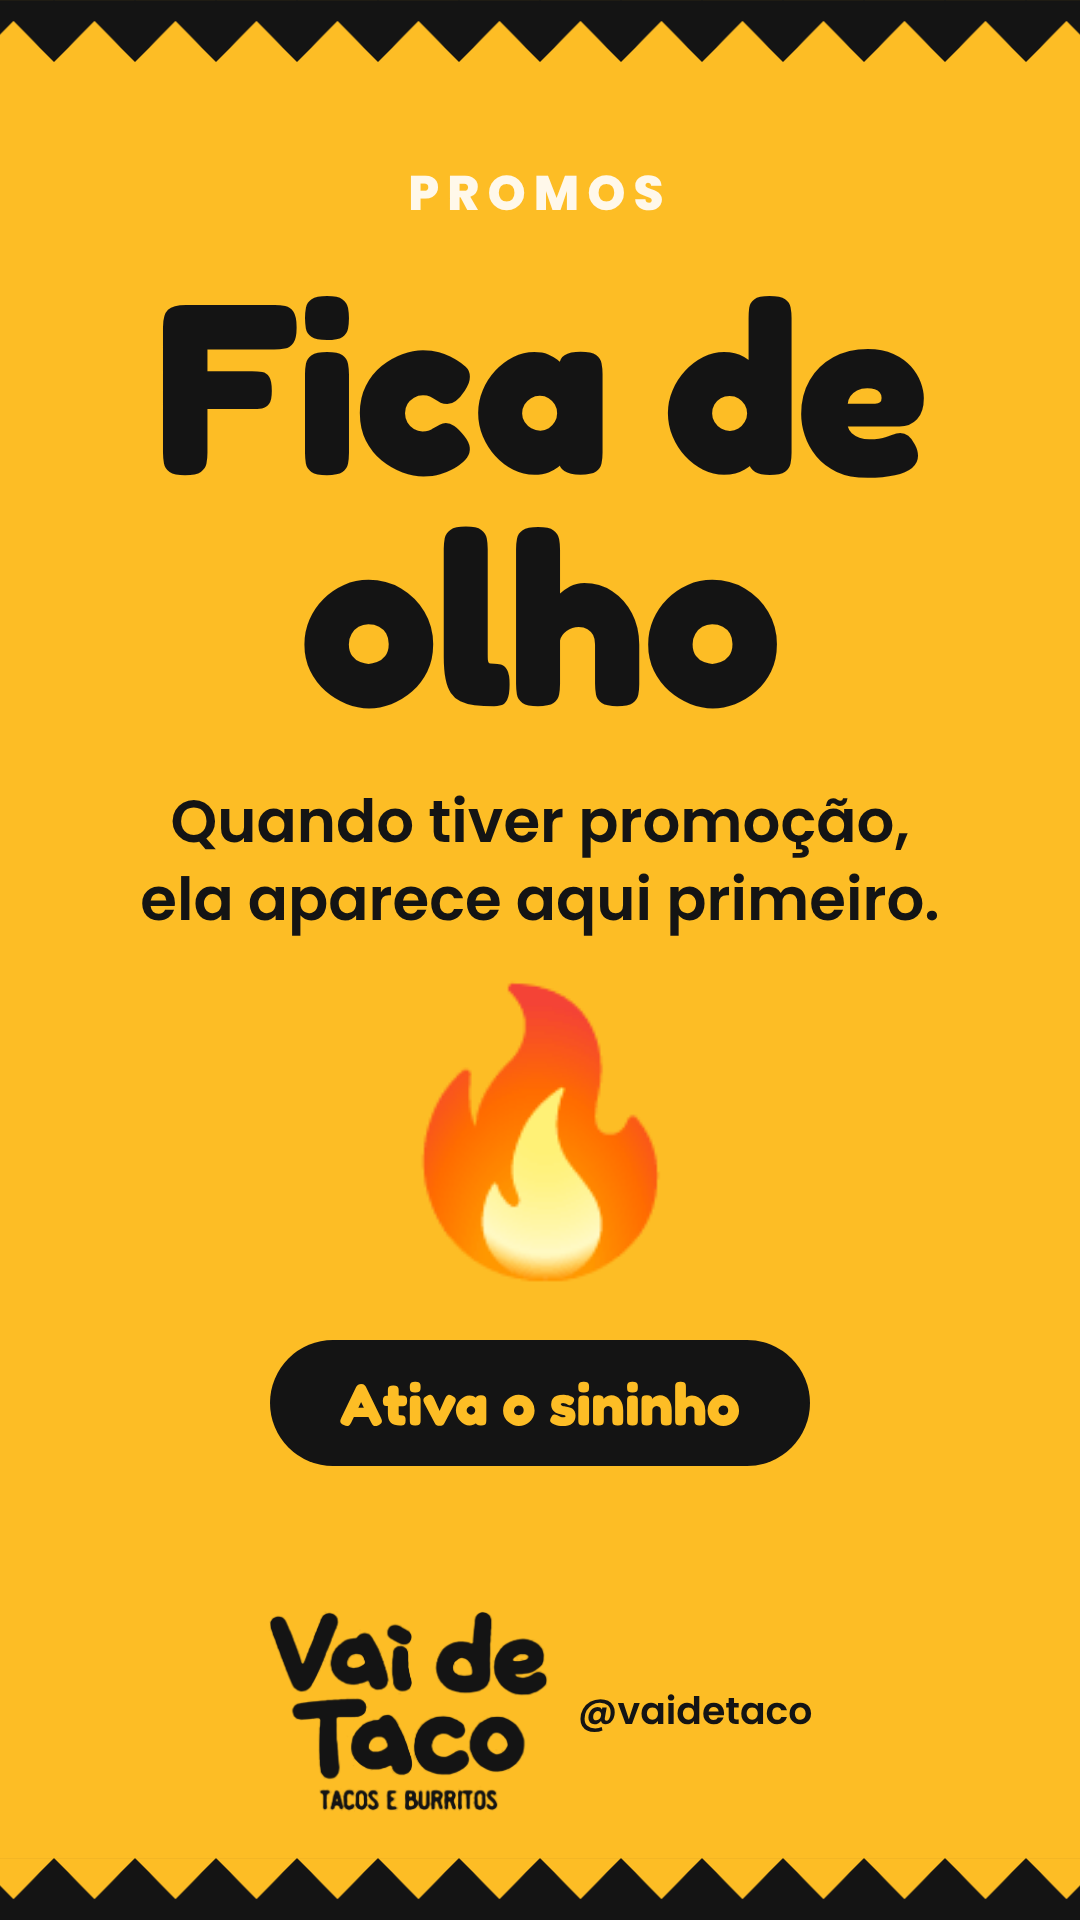 PROMOS
Fica de
olho
Quando tiver promoção,
ela aparece aqui primeiro.
Ativa o sininho
Vai de
Taco
TACOS E BURRITOS
@vaidetaco